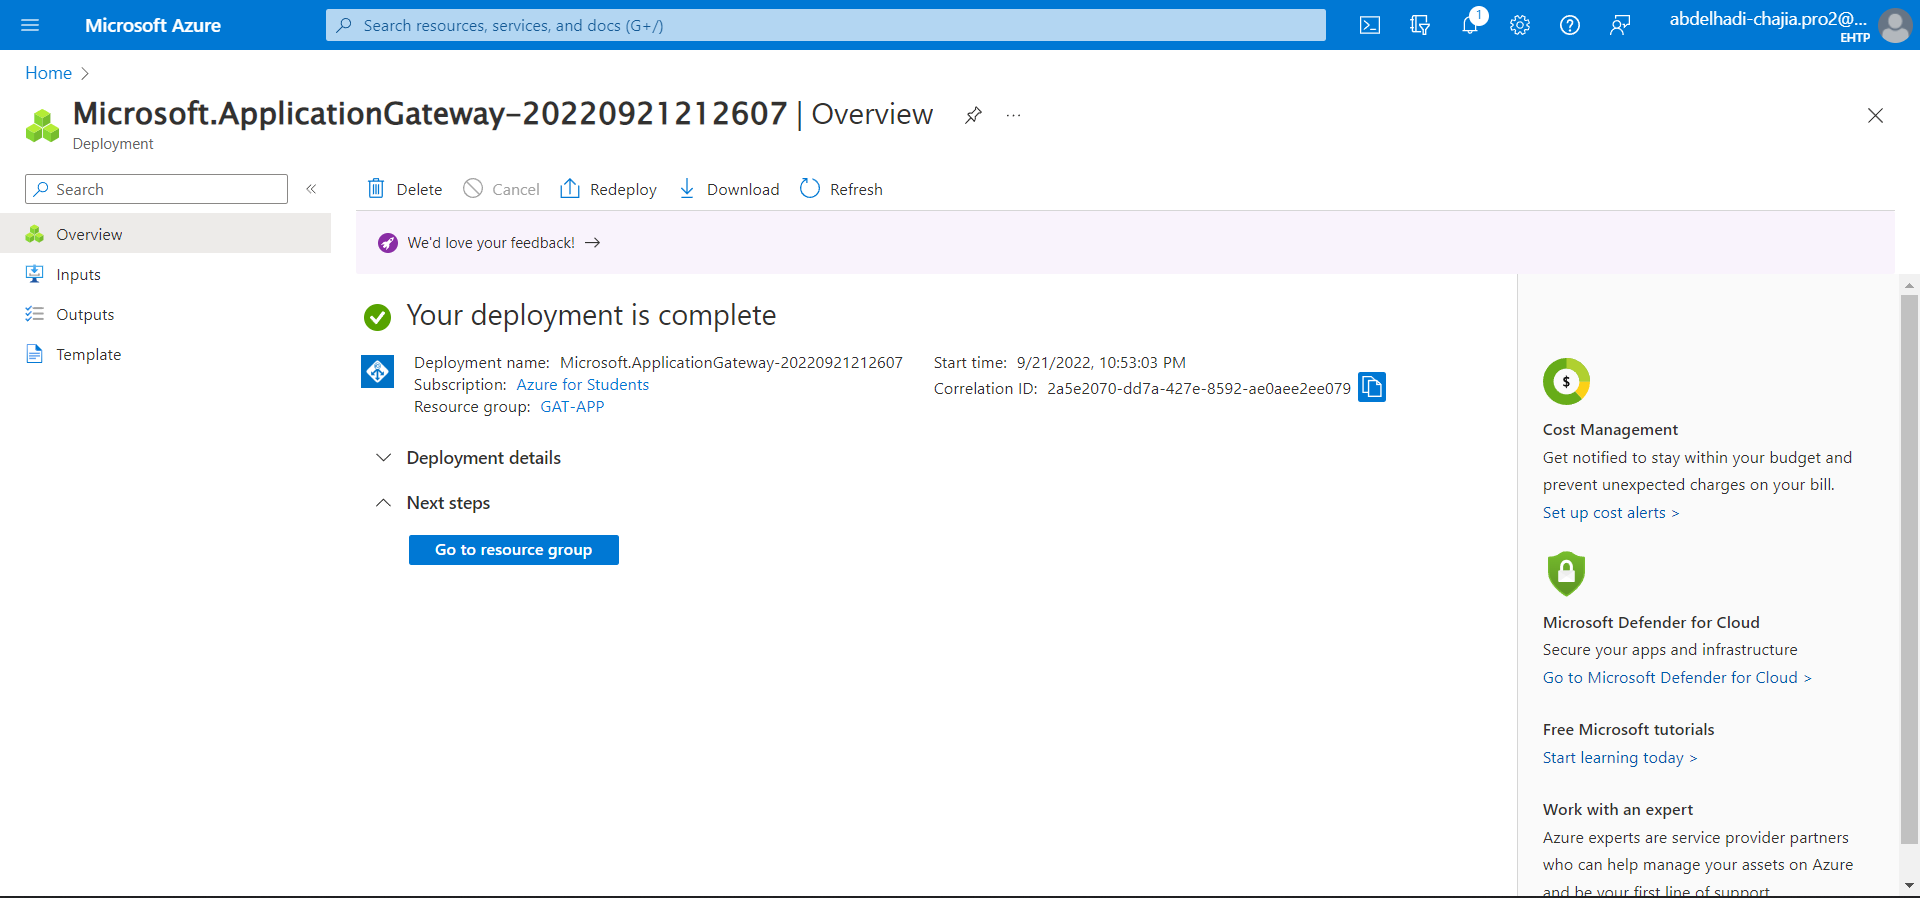 Microsoft Azure
Search resources, services, and docs (G+/)
1
abdelhadi-chajia.pro2@...
EHTP
Home
Microsoft.ApplicationGateway-20220921212607 | Overview
Deployment
Search
Overview
Inputs
Outputs
Template
Delete
Cancel
Redeploy
Download
Refresh
We'd love your feedback!
Your deployment is complete
Deployment name: Microsoft.ApplicationGateway-20220921212607
Subscription: Azure for Students
Resource group: GAT-APP
Start time: 9/21/2022, 10:53:03 PM
Correlation ID: 2a5e2070-dd7a-427e-8592-ae0aee2ee079
Deployment details
Next steps
Go to resource group
$
Cost Management
Get notified to stay within your budget and
prevent unexpected charges on your bill.
Set up cost alerts >
Microsoft Defender for Cloud
Secure your apps and infrastructure
Go to Microsoft Defender for Cloud >
Free Microsoft tutorials
Start learning today >
Work with an expert
Azure experts are service provider partners
who can help manage your assets on Azure
and be your first line of support